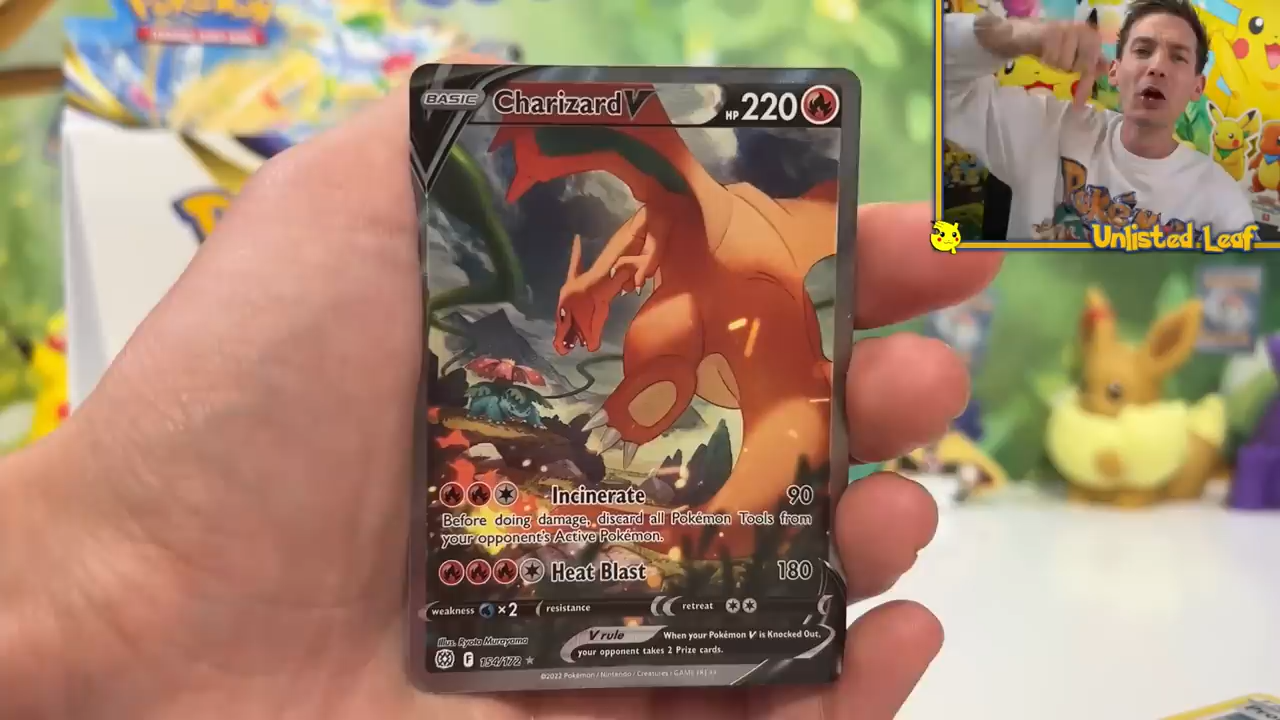 Pokémon
BASIC CharizardV HP 220
Unlisted Leaf
Incinerate 90
Before doing damage, discard all Pokémon Tools from
your opponent's Active Pokémon.
Heat Blast 180
weakness ×2 resistance retreat
V rule When your Pokémon V is Knocked Out,
your opponent takes 2 Prize cards.
Illus. Ryota Murayama
F 154/172
©2022 Pokémon / Nintendo / Creatures / GAME FREAK